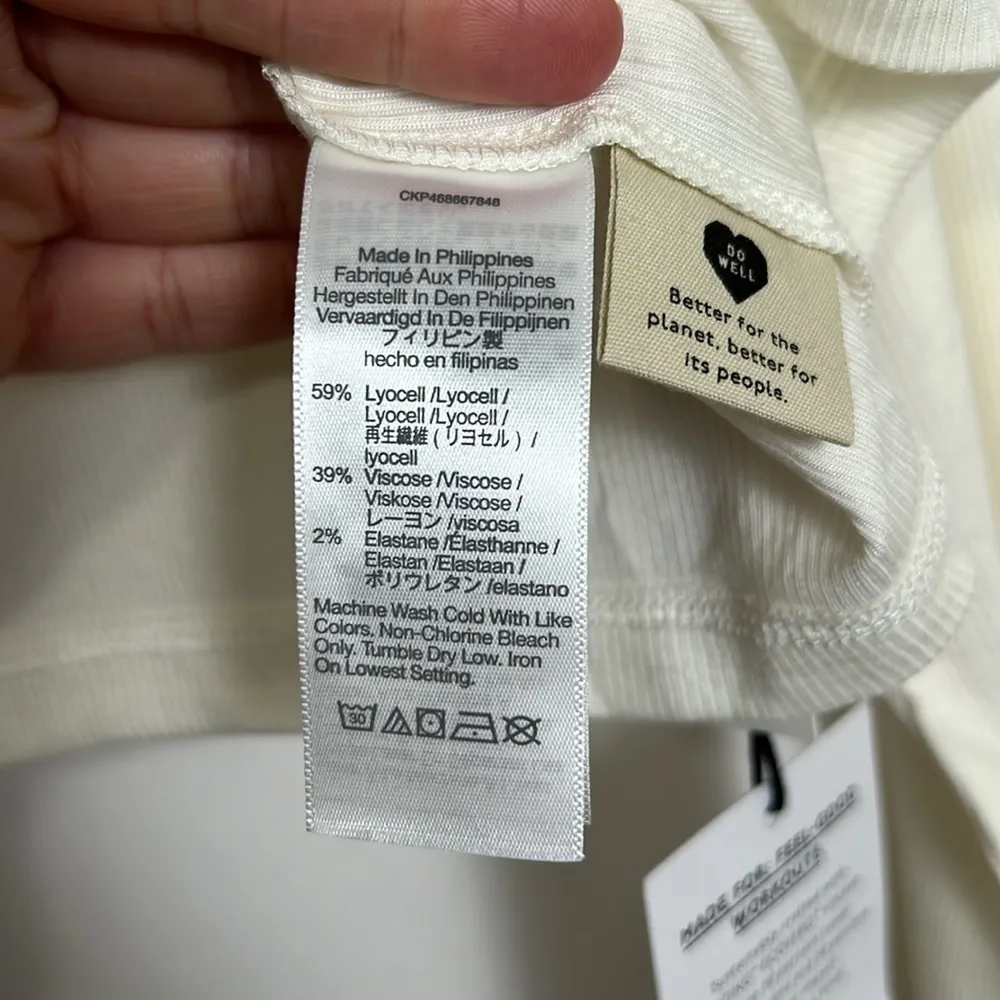 CKP468667848
Made In Philippines
Fabriqué Aux Philippines
Hergestellt In Den Philippinen
Vervaardigd In De Filippijnen
フィリピン製
hecho en filipinas
59% Lyocell /Lyocell /
Lyocell /Lyocell /
再生繊維 ( リヨセル ) /
lyocell
39% Viscose /Viscose /
Viskose /Viscose /
レーヨン /viscosa
2% Elastane /Élasthanne /
Elastan /Elastaan /
ポリウレタン /elastano
Machine Wash Cold With Like
Colors. Non-Chlorine Bleach
Only. Tumble Dry Low. Iron
On Lowest Setting.
30
DO
WELL
Better for the
planet, better for
its people.
MADE FOR: FEEL-GOOD
WORKOUTS